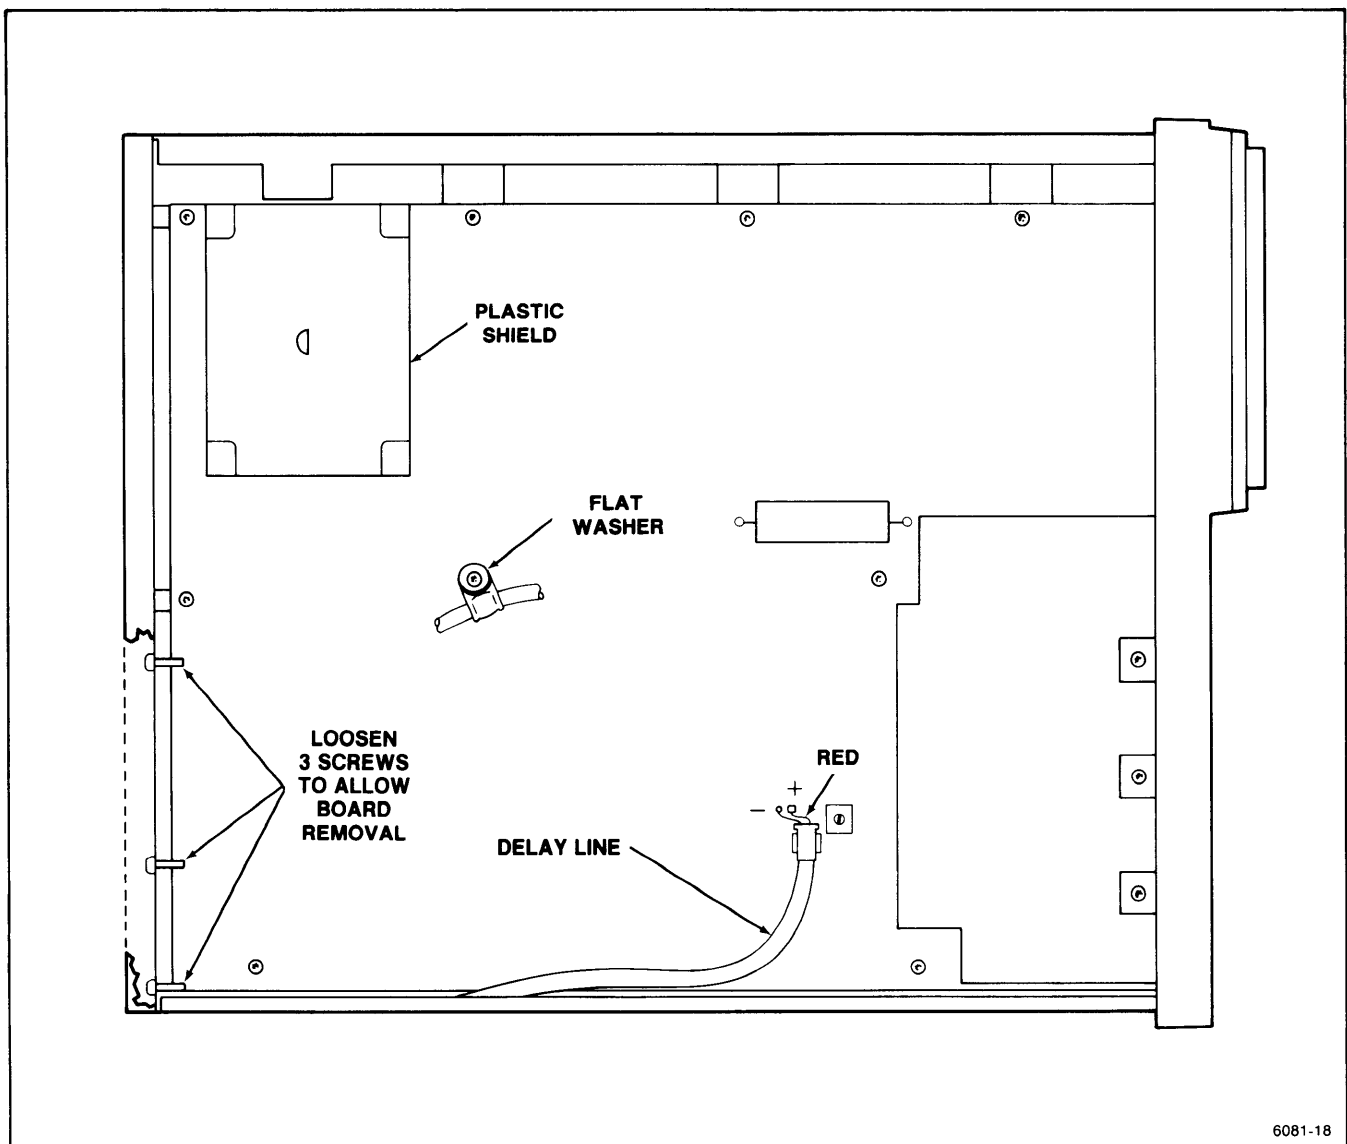 PLASTIC
SHIELD
FLAT
WASHER
LOOSEN
3 SCREWS
TO ALLOW
BOARD
REMOVAL
RED
+
−
DELAY LINE
6081-18